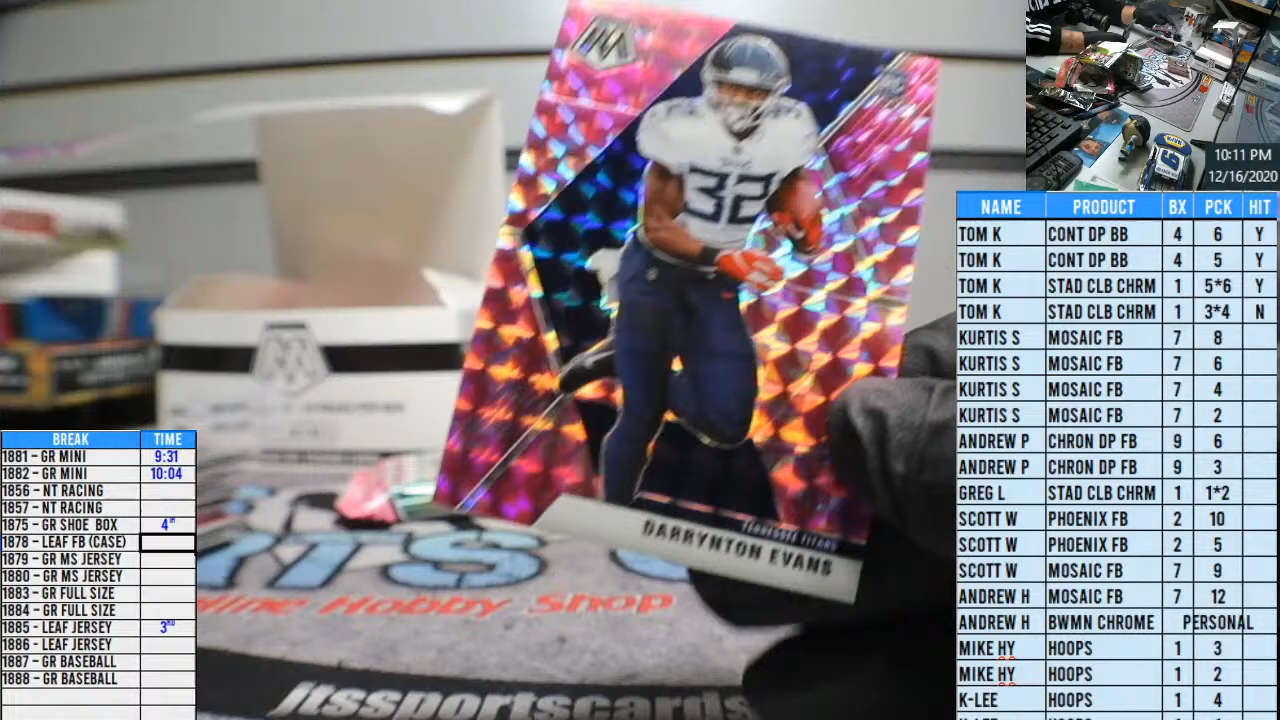 32
TENNESSEE TITANS
DARRYNTON EVANS
RTS
line Hobby Shop
jtssportscards
10:11 PM
12/16/2020
BREAK TIME
1881 – GR MINI 9:31
1882 – GR MINI 10:04
1856 – NT RACING
1857 – NT RACING
1875 – GR SHOE BOX 4TH
1878 – LEAF FB (CASE)
1879 – GR MS JERSEY
1880 – GR MS JERSEY
1883 – GR FULL SIZE
1884 – GR FULL SIZE
1885 – LEAF JERSEY 3RD
1886 – LEAF JERSEY
1887 – GR BASEBALL
1888 – GR BASEBALL
NAME PRODUCT BX PCK HIT
TOM K CONT DP BB 4 6 Y
TOM K CONT DP BB 4 5 Y
TOM K STAD CLB CHRM 1 5*6 Y
TOM K STAD CLB CHRM 1 3*4 N
KURTIS S MOSAIC FB 7 8
KURTIS S MOSAIC FB 7 6
KURTIS S MOSAIC FB 7 4
KURTIS S MOSAIC FB 7 2
ANDREW P CHRON DP FB 9 6
ANDREW P CHRON DP FB 9 3
GREG L STAD CLB CHRM 1 1*2
SCOTT W PHOENIX FB 2 10
SCOTT W PHOENIX FB 2 5
SCOTT W MOSAIC FB 7 9
ANDREW H MOSAIC FB 7 12
ANDREW H BWMN CHROME PERSONAL
MIKE HY HOOPS 1 3
MIKE HY HOOPS 1 2
K-LEE HOOPS 1 4